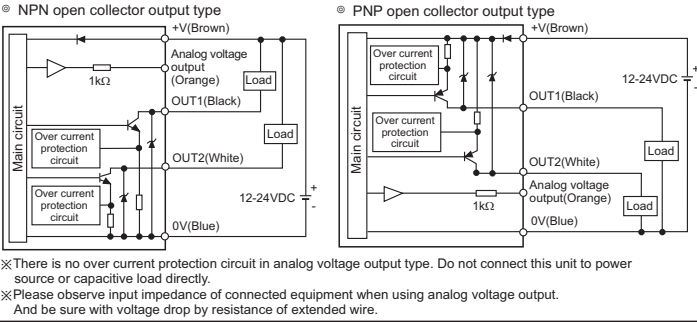 ◎ NPN open collector output type
+V(Brown)
Analog voltage
output
(Orange)
1kΩ
Load
OUT1(Black)
Main circuit
Over current
protection
circuit
Load
OUT2(White)
Over current
protection
circuit
12-24VDC
+
-
0V(Blue)
◎ PNP open collector output type
+V(Brown)
Over current
protection
circuit
12-24VDC
+
-
OUT1(Black)
Main circuit
Over current
protection
circuit
Load
OUT2(White)
Analog voltage
output(Orange)
1kΩ
Load
0V(Blue)
※There is no over current protection circuit in analog voltage output type. Do not connect this unit to power
source or capacitive load directly.
※Please observe input impedance of connected equipment when using analog voltage output.
And be sure with voltage drop by resistance of extended wire.